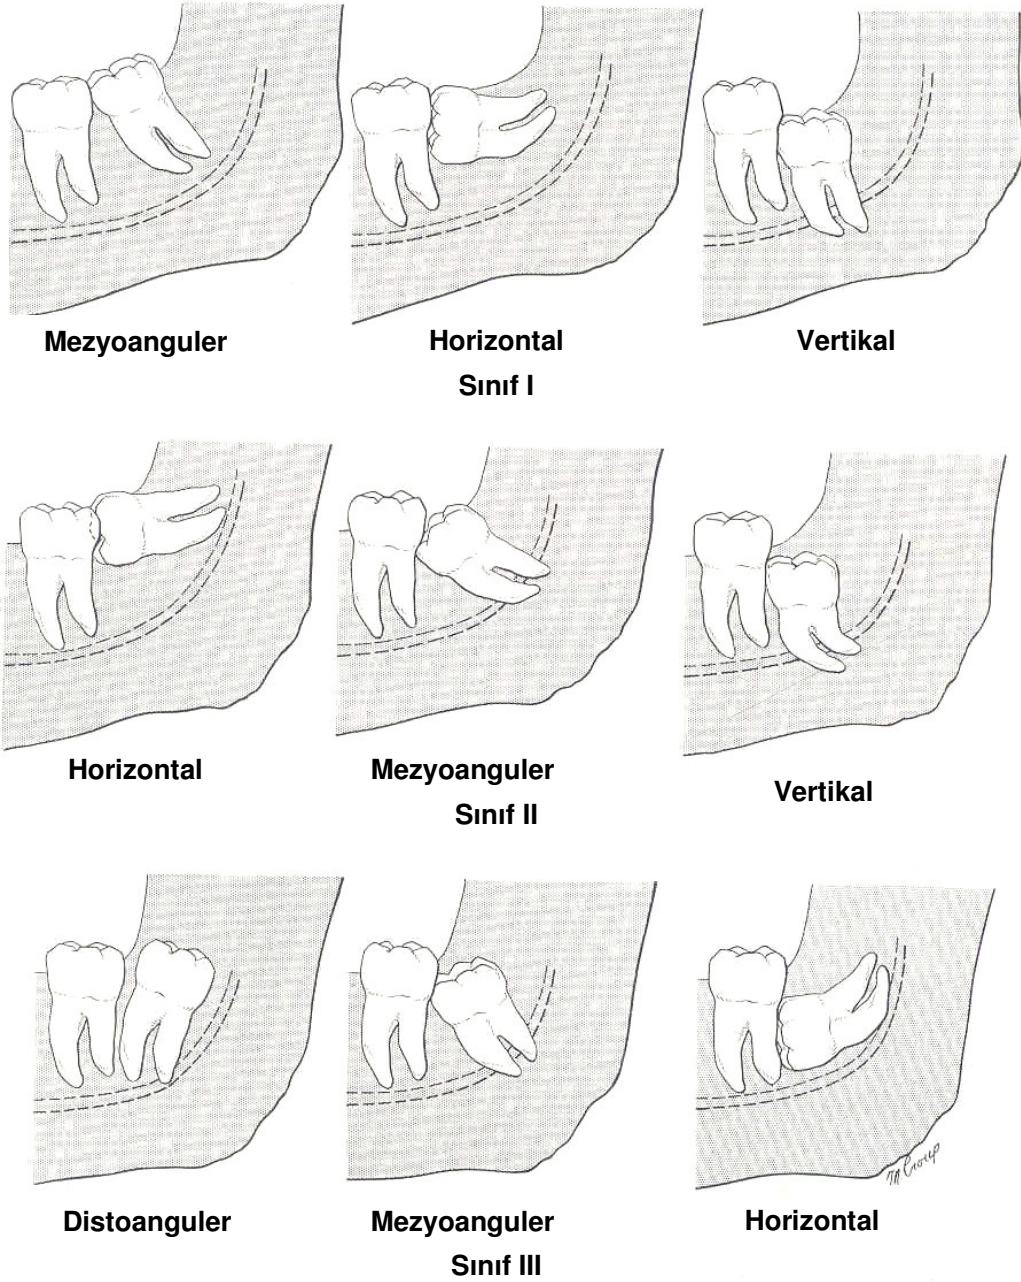 Mezyoanguler
Horizontal
Vertikal
Sınıf I
Horizontal
Mezyoanguler
Vertikal
Sınıf II
Distoanguler
Mezyoanguler
Horizontal
Sınıf III